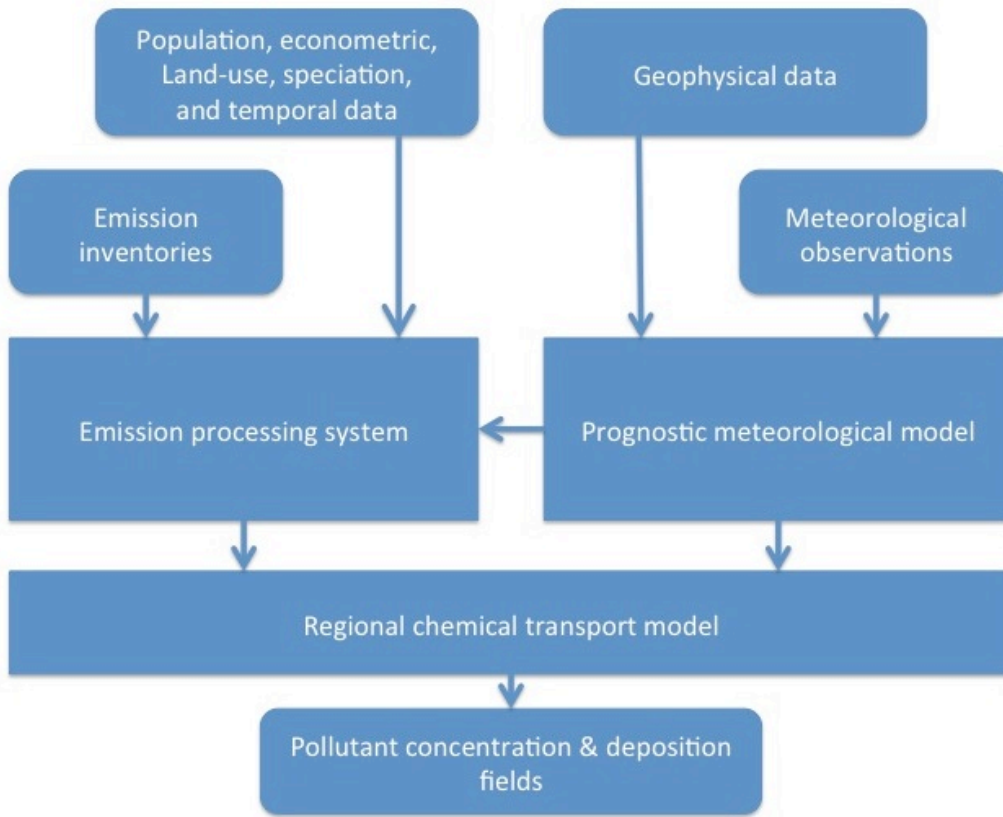 Population, econometric,
Land-use, speciation,
and temporal data
Geophysical data
Emission
inventories
Meteorological
observations
Emission processing system
Prognostic meteorological model
Regional chemical transport model
Pollutant concentration & deposition
fields